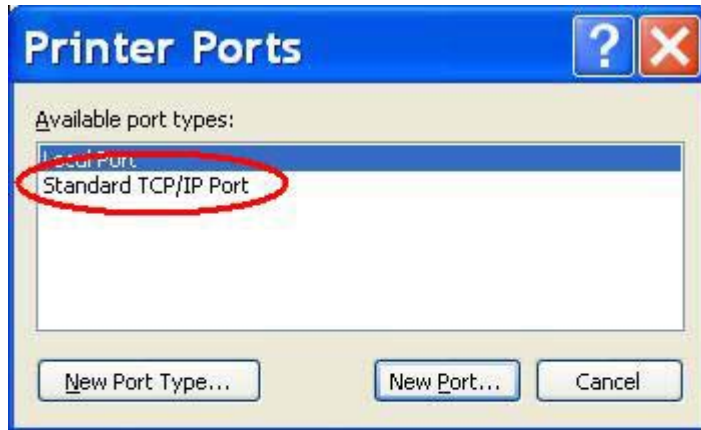 Printer Ports
?
Available port types:
Local Port
Standard TCP/IP Port
New Port Type...
New Port...
Cancel